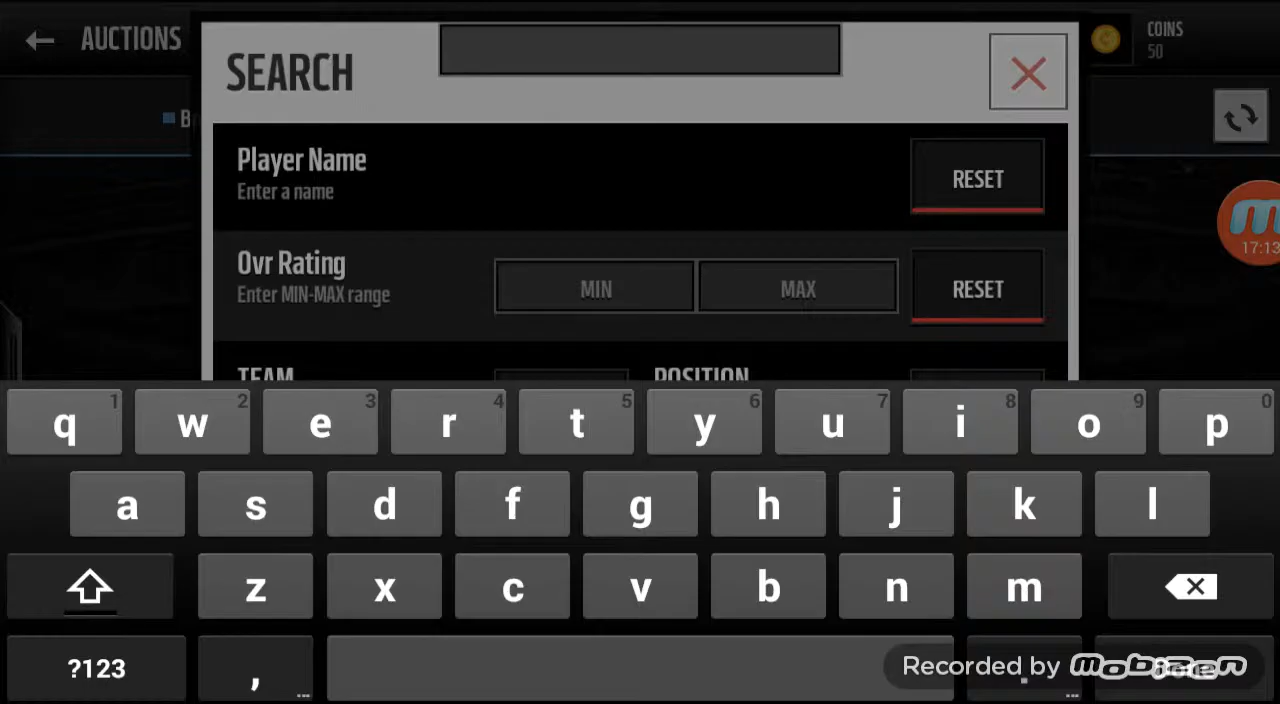 AUCTIONS
SEARCH
COINS
50
B
Player Name
Enter a name
RESET
17:13
Ovr Rating
Enter MIN-MAX range
MIN
MAX
RESET
TEAM
POSITION
q 1 w 2 e 3 r 4 t 5 y 6 u 7 i 8 o 9 p 0
a s d f g h j k l
z x c v b n m
?123 , ... . ...
Recorded by mobizen